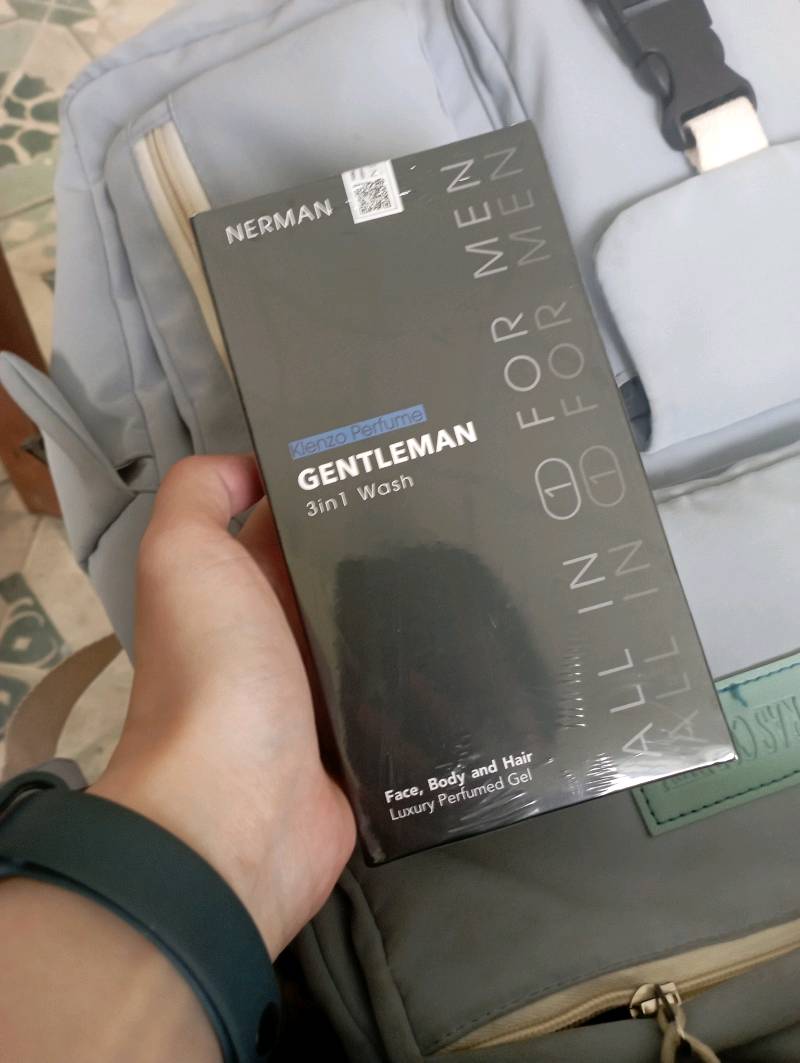 NERMAN
Klenzo Perfume
GENTLEMAN
3in1 Wash
Face, Body and Hair
Luxury Perfumed Gel
ALL IN 1 FOR MEN
ALL IN 1 FOR MEN